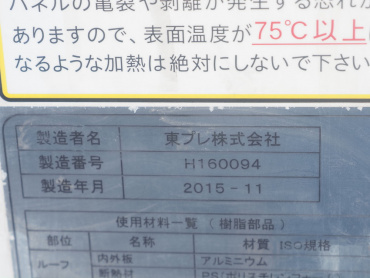 パネルの亀裂や剥離が発生する恐れが
ありますので、表面温度が75℃以上に
なるような加熱は絶対にしないで下さい
製造者名 東プレ株式会社
製造番号 H160094
製造年月 2015-11
使用材料一覧(樹脂部品)
部位 名称 材質 ISO規格
ルーフ 内外板 アルミニウム
断熱材